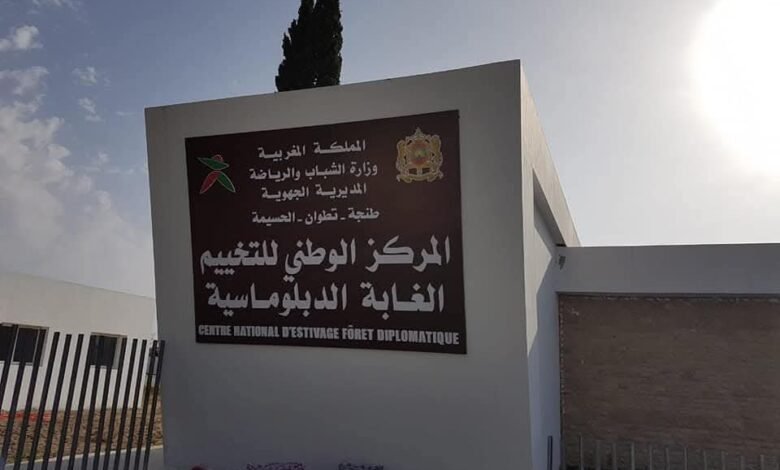 المملكة المغربية
وزارة الشباب والرياضة
المديرية الجهوية
طنجة - تطوان - الحسيمة
المركز الوطني للتخييم
الغابة الدبلوماسية
CENTRE NATIONAL D'ESTIVAGE FÔRET DIPLOMATIQUE